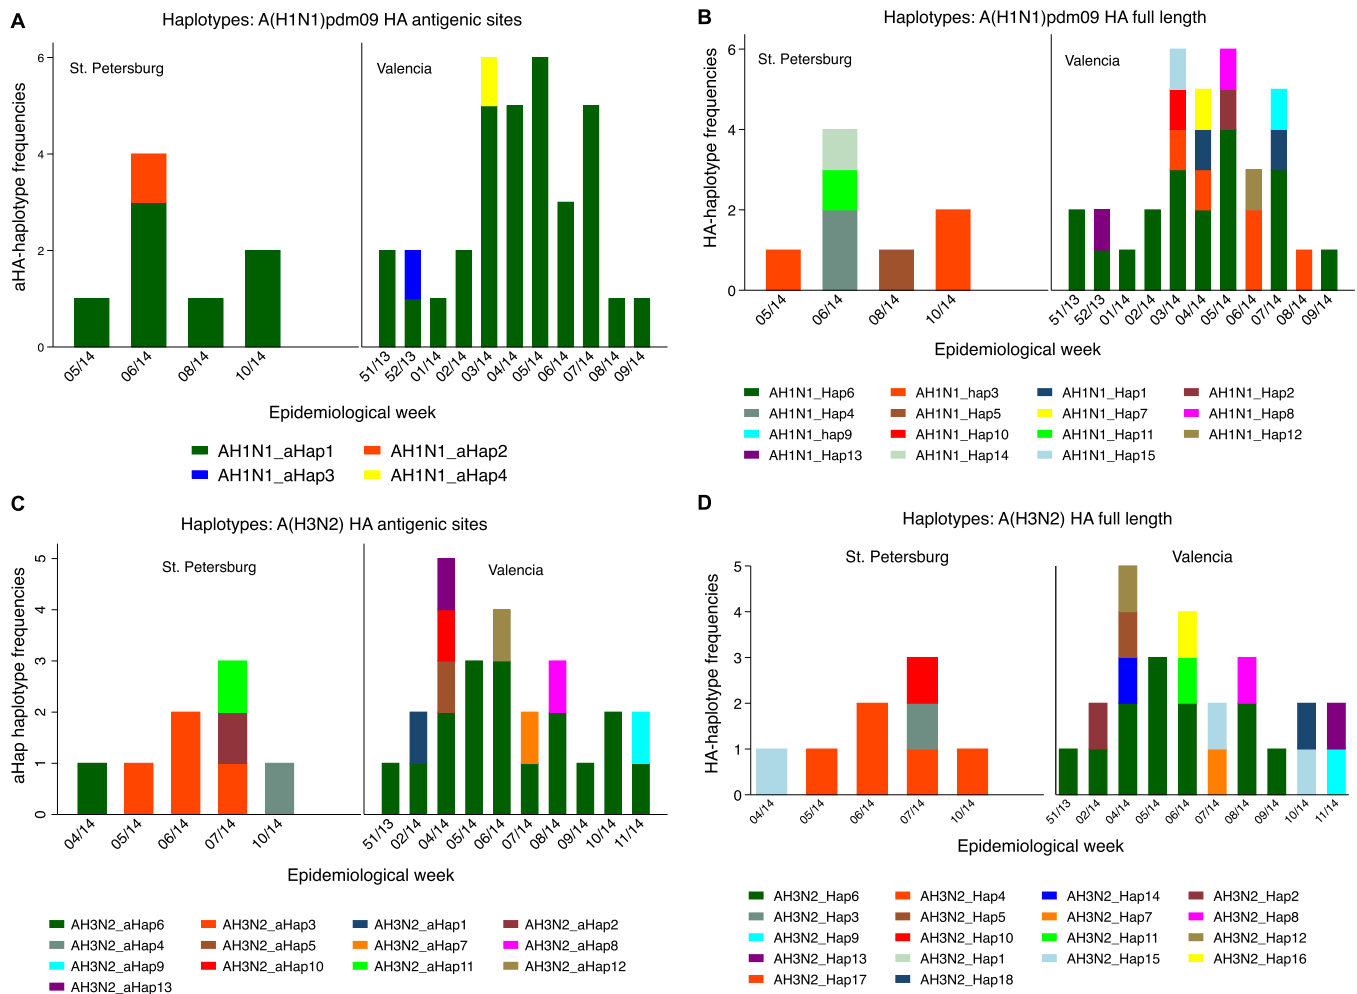 A
Haplotypes: A(H1N1)pdm09 HA antigenic sites
St. Petersburg
Valencia
aHA-haplotype frequencies
6
4
2
0
05/14
06/14
08/14
10/14
51/13
52/13
01/14
02/14
03/14
04/14
05/14
06/14
07/14
08/14
09/14
Epidemiological week
AH1N1_aHap1
AH1N1_aHap2
AH1N1_aHap3
AH1N1_aHap4
B
Haplotypes: A(H1N1)pdm09 HA full length
St. Petersburg
Valencia
HA-haplotype frequencies
6
4
2
0
05/14
06/14
08/14
10/14
51/13
52/13
01/14
02/14
03/14
04/14
05/14
06/14
07/14
08/14
09/14
Epidemiological week
AH1N1_Hap6
AH1N1_hap3
AH1N1_Hap1
AH1N1_Hap2
AH1N1_Hap4
AH1N1_Hap5
AH1N1_Hap7
AH1N1_Hap8
AH1N1_hap9
AH1N1_Hap10
AH1N1_Hap11
AH1N1_Hap12
AH1N1_Hap13
AH1N1_Hap14
AH1N1_Hap15
C
Haplotypes: A(H3N2) HA antigenic sites
St. Petersburg
Valencia
aHap haplotype frequencies
5
4
3
2
1
0
04/14
05/14
06/14
07/14
10/14
51/13
02/14
04/14
05/14
06/14
07/14
08/14
09/14
10/14
11/14
Epidemiological week
AH3N2_aHap6
AH3N2_aHap3
AH3N2_aHap1
AH3N2_aHap2
AH3N2_aHap4
AH3N2_aHap5
AH3N2_aHap7
AH3N2_aHap8
AH3N2_aHap9
AH3N2_aHap10
AH3N2_aHap11
AH3N2_aHap12
AH3N2_aHap13
D
Haplotypes: A(H3N2) HA full length
St. Petersburg
Valencia
HA-haplotype frequencies
5
4
3
2
1
0
04/14
05/14
06/14
07/14
10/14
51/13
02/14
04/14
05/14
06/14
07/14
08/14
09/14
10/14
11/14
Epidemiological week
AH3N2_Hap6
AH3N2_Hap4
AH3N2_Hap14
AH3N2_Hap2
AH3N2_Hap3
AH3N2_Hap5
AH3N2_Hap7
AH3N2_Hap8
AH3N2_Hap9
AH3N2_Hap10
AH3N2_Hap11
AH3N2_Hap12
AH3N2_Hap13
AH3N2_Hap1
AH3N2_Hap15
AH3N2_Hap16
AH3N2_Hap17
AH3N2_Hap18